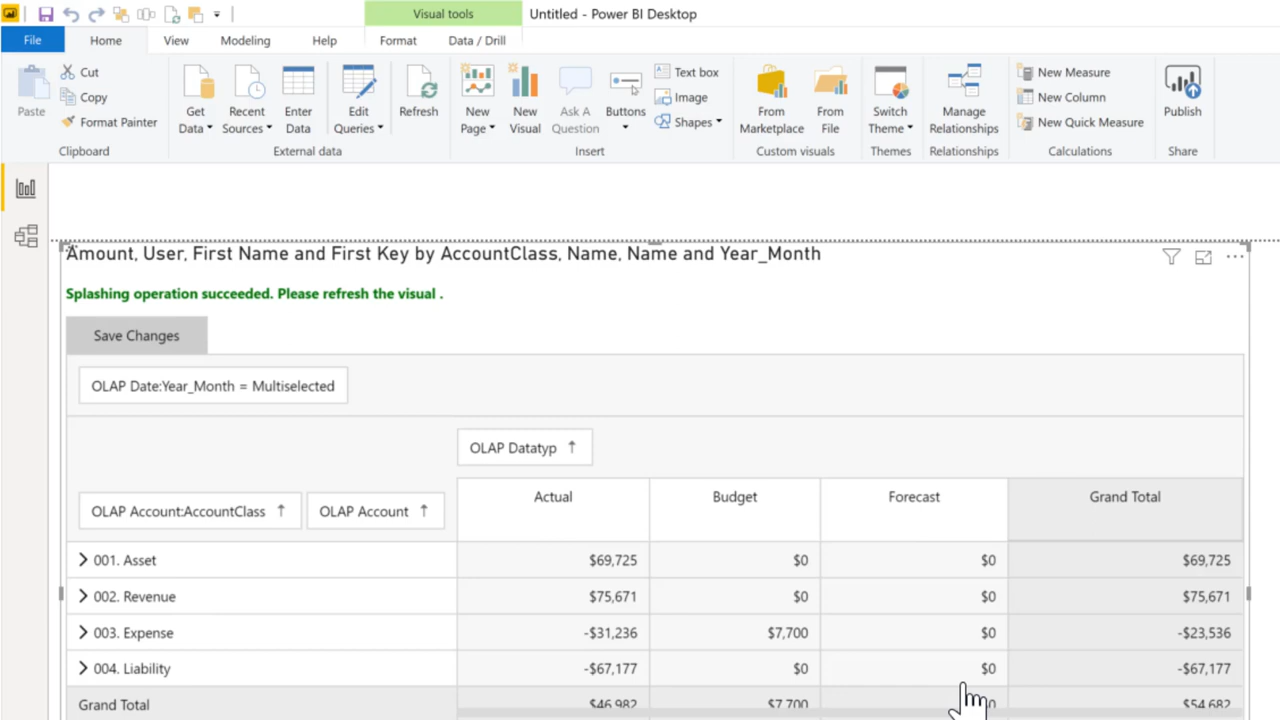 Visual tools
Untitled - Power BI Desktop
File
Home
View
Modeling
Help
Format
Data / Drill
Paste
Cut
Copy
Format Painter
Clipboard
Get Data
Recent Sources
Enter Data
Edit Queries
External data
Refresh
New Page
New Visual
Ask A Question
Buttons
Text box
Image
Shapes
Insert
From Marketplace
From File
Custom visuals
Switch Theme
Themes
Manage Relationships
Relationships
New Measure
New Column
New Quick Measure
Calculations
Publish
Share
Amount, User, First Name and First Key by AccountClass, Name, Name and Year_Month
Splashing operation succeeded. Please refresh the visual .
Save Changes
OLAP Date:Year_Month = Multiselected
OLAP Datatyp ↑
OLAP Account:AccountClass ↑ OLAP Account ↑
Actual Budget Forecast Grand Total
001. Asset $69,725 $0 $0 $69,725
002. Revenue $75,671 $0 $0 $75,671
003. Expense -$31,236 $7,700 $0 -$23,536
004. Liability -$67,177 $0 $0 -$67,177
Grand Total $46,982 $7,700 $54,682